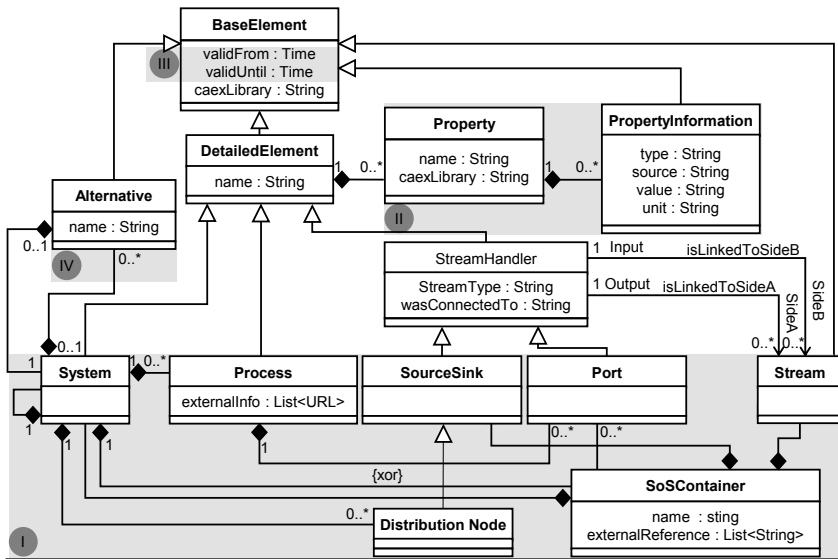 BaseElement
validFrom : Time
validUntil : Time
caexLibrary : String
III
DetailedElement
name : String
1
0..*
Property
name : String
caexLibrary : String
1
0..*
II
PropertyInformation
type : String
source : String
value : String
unit : String
Alternative
name : String
0..1
0..*
IV
StreamHandler
StreamType : String
wasConnectedTo : String
1 Input isLinkedToSideB
1 Output isLinkedToSideA
SideA
SideB
0..*
0..*
1
0..1
System
1
1
0..*
1
1
Process
externalInfo : List<URL>
1
SourceSink
Port
0..*
0..*
Stream
{xor}
SoSContainer
name : sting
externalReference : List<String>
0..*
Distribution Node
I